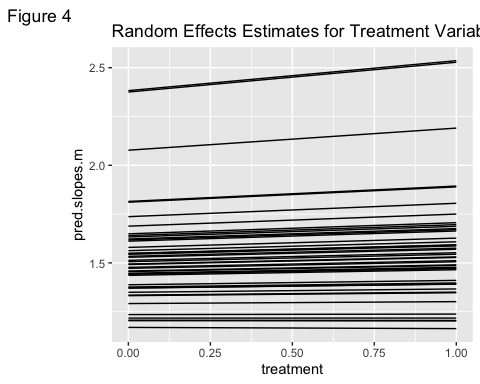 Figure 4
Random Effects Estimates for Treatment Variab
pred.slopes.m
2.5
2.0
1.5
0.00 0.25 0.50 0.75 1.00
treatment